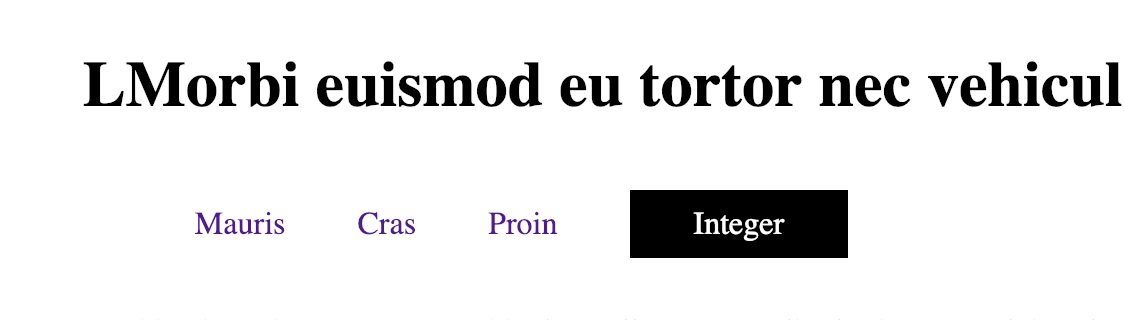 LMorbi euismod eu tortor nec vehicul
Mauris Cras Proin Integer